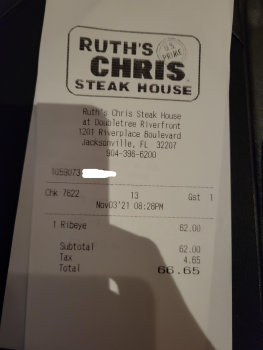 RUTH'S
U.S. PRIME
CHRIS
STEAK HOUSE
Ruth's Chris Steak House
at Doubletree Riverfront
1201 Riverplace Boulevard
Jacksonville, FL 32207
904-396-6200
1059073
Chk 7622 13 Gst 1
Nov03'21 08:28PM
1 Ribeye 62.00
Subtotal 62.00
Tax 4.65
Total 66.65